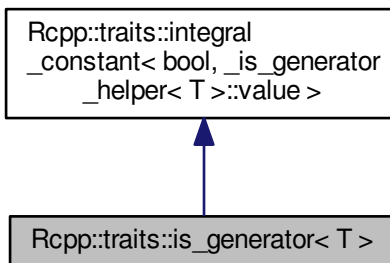 Rcpp::traits::integral
_constant< bool, _is_generator
_helper< T >::value >
Rcpp::traits::is_generator< T >